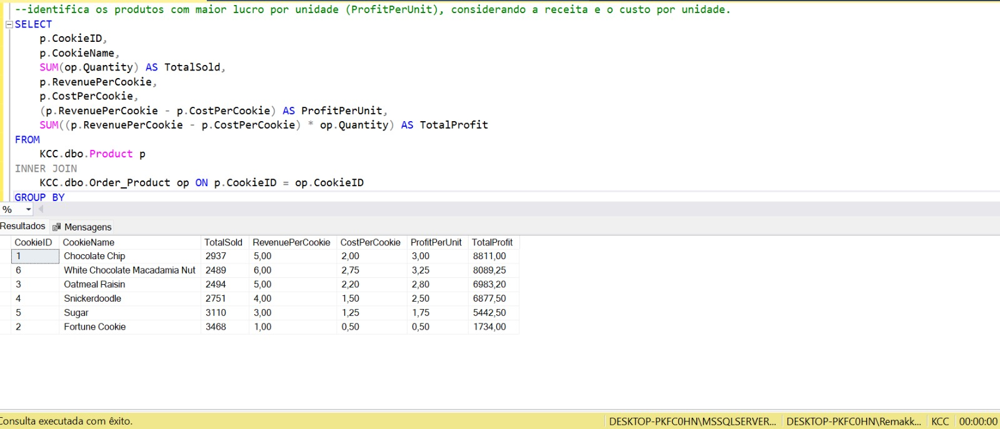 --identifica os produtos com maior lucro por unidade (ProfitPerUnit), considerando a receita e o custo por unidade.
SELECT
p.CookieID,
p.CookieName,
SUM(op.Quantity) AS TotalSold,
p.RevenuePerCookie,
p.CostPerCookie,
(p.RevenuePerCookie - p.CostPerCookie) AS ProfitPerUnit,
SUM((p.RevenuePerCookie - p.CostPerCookie) * op.Quantity) AS TotalProfit
FROM
KCC.dbo.Product p
INNER JOIN
KCC.dbo.Order_Product op ON p.CookieID = op.CookieID
GROUP BY
%
Resultados Mensagens
CookieID CookieName TotalSold RevenuePerCookie CostPerCookie ProfitPerUnit TotalProfit
1 Chocolate Chip 2937 5,00 2,00 3,00 8811,00
6 White Chocolate Macadamia Nut 2489 6,00 2,75 3,25 8089,25
3 Oatmeal Raisin 2494 5,00 2,20 2,80 6983,20
4 Snickerdoodle 2751 4,00 1,50 2,50 6877,50
5 Sugar 3110 3,00 1,25 1,75 5442,50
2 Fortune Cookie 3468 1,00 0,50 0,50 1734,00
Consulta executada com êxito. DESKTOP-PKFC0HN\MSSQLSERVER... DESKTOP-PKFC0HN\Remakk... KCC 00:00:00